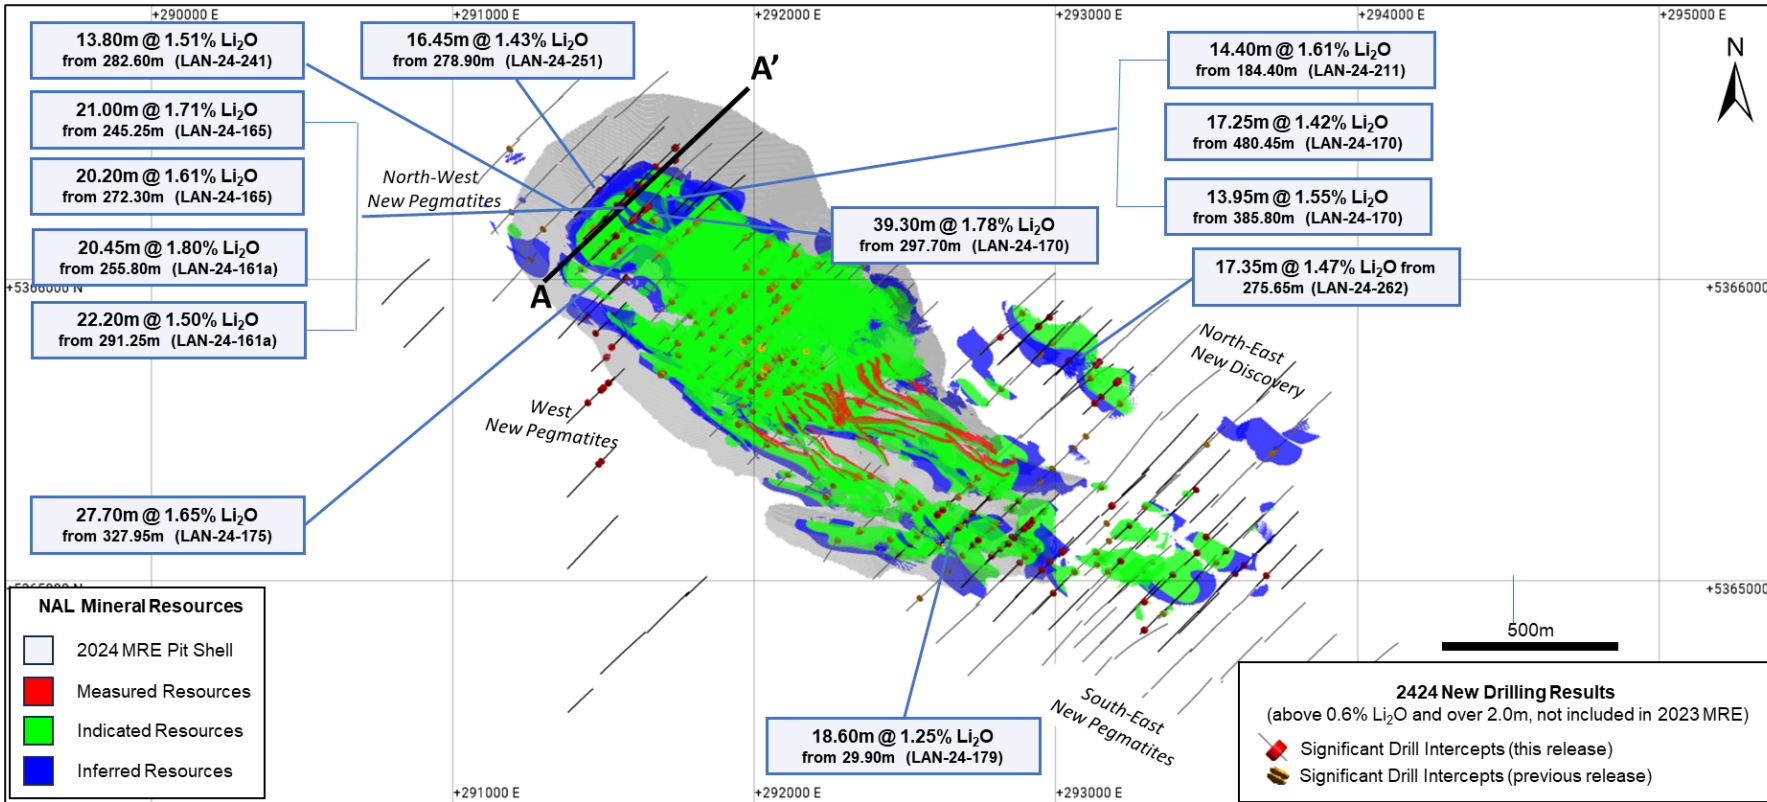 +290000 E
+291000 E
+292000 E
+293000 E
+294000 E
+295000 E
13.80m @ 1.51% Li₂O
from 282.60m (LAN-24-241)
16.45m @ 1.43% Li₂O
from 278.90m (LAN-24-251)
14.40m @ 1.61% Li₂O
from 184.40m (LAN-24-211)
N
A'
21.00m @ 1.71% Li₂O
from 245.25m (LAN-24-165)
17.25m @ 1.42% Li₂O
from 480.45m (LAN-24-170)
North-West
New Pegmatites
20.20m @ 1.61% Li₂O
from 272.30m (LAN-24-165)
13.95m @ 1.55% Li₂O
from 385.80m (LAN-24-170)
39.30m @ 1.78% Li₂O
from 297.70m (LAN-24-170)
20.45m @ 1.80% Li₂O
from 255.80m (LAN-24-161a)
17.35m @ 1.47% Li₂O from
275.65m (LAN-24-262)
+5366000 N
A
+5366000
22.20m @ 1.50% Li₂O
from 291.25m (LAN-24-161a)
North-East
New Discovery
West
New Pegmatites
27.70m @ 1.65% Li₂O
from 327.95m (LAN-24-175)
+5365000
NAL Mineral Resources
2024 MRE Pit Shell
Measured Resources
Indicated Resources
Inferred Resources
500m
South-East
New Pegmatites
18.60m @ 1.25% Li₂O
from 29.90m (LAN-24-179)
2424 New Drilling Results
(above 0.6% Li₂O and over 2.0m, not included in 2023 MRE)
Significant Drill Intercepts (this release)
Significant Drill Intercepts (previous release)
+291000 E
+292000 E
+293000 E